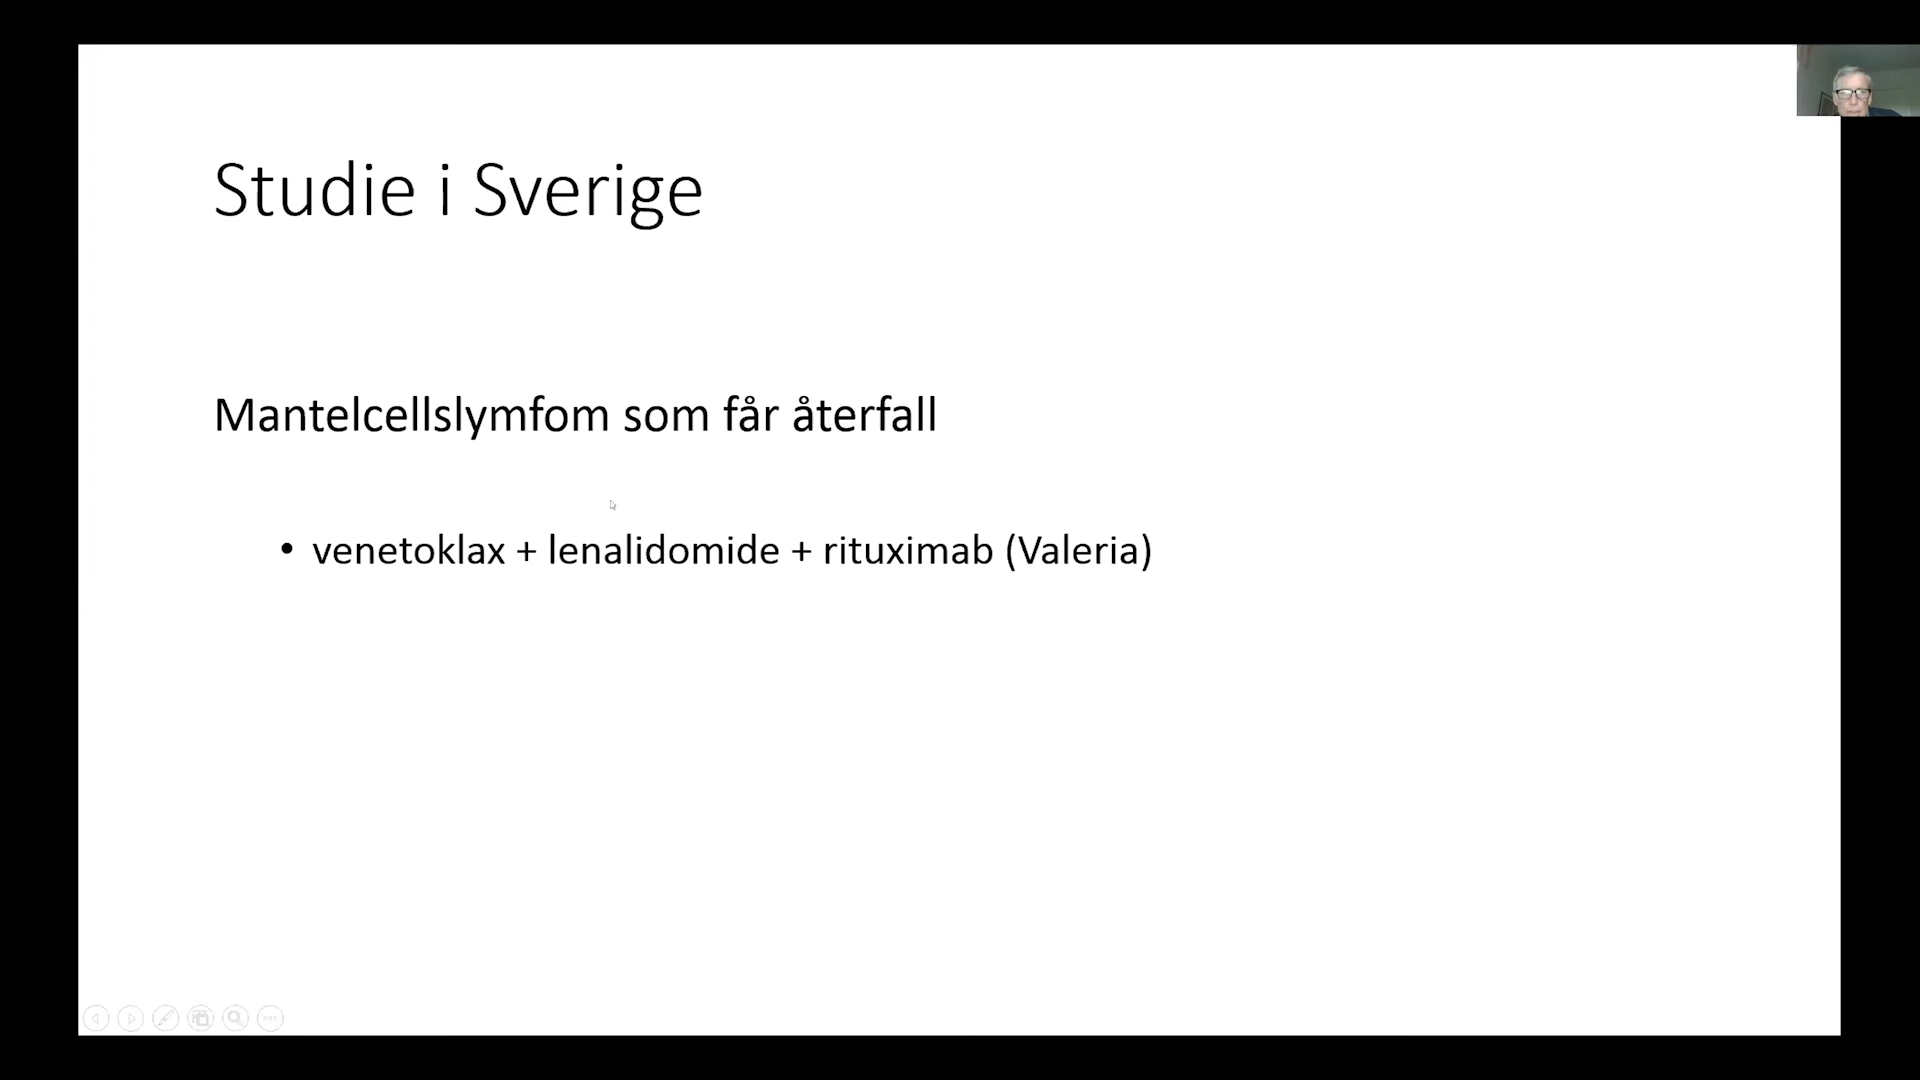 Studie i Sverige
Mantelcellslymfom som får återfall
• venetoklax + lenalidomide + rituximab (Valeria)